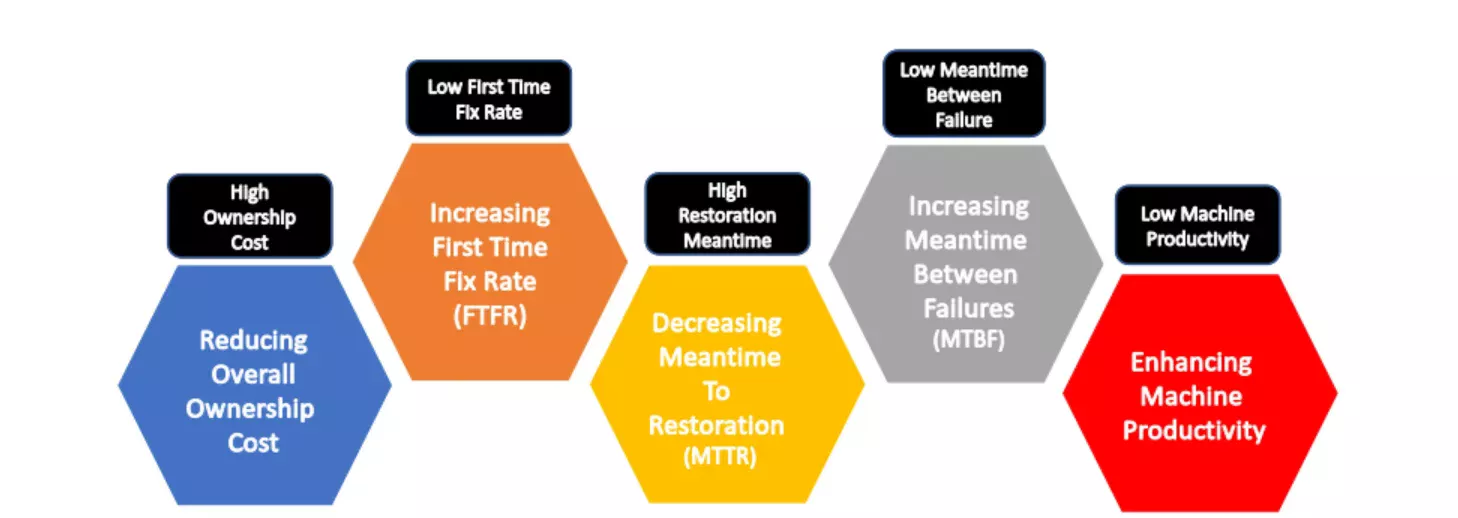 High
Ownership
Cost
Reducing
Overall
Ownership
Cost
Low First Time
Fix Rate
Increasing
First Time
Fix Rate
(FTFR)
High
Restoration
Meantime
Decreasing
Meantime
To
Restoration
(MTTR)
Low Meantime
Between
Failure
Increasing
Meantime
Between
Failures
(MTBF)
Low Machine
Productivity
Enhancing
Machine
Productivity